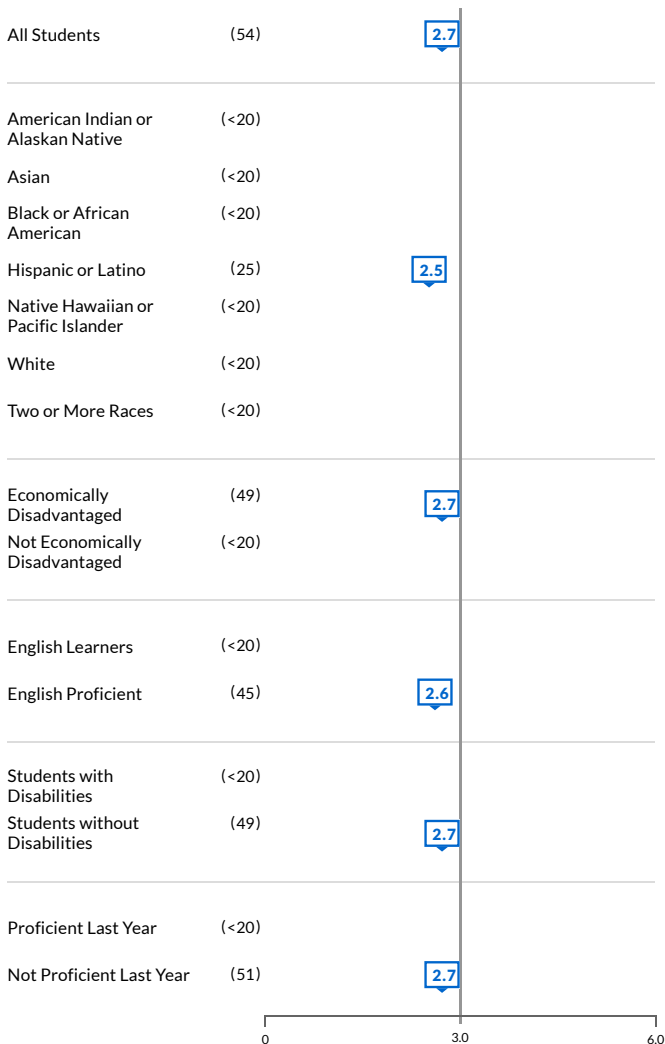 All Students (54) 2.7
American Indian or (<20)
Alaskan Native
Asian (<20)
Black or African (<20)
American
Hispanic or Latino (25) 2.5
Native Hawaiian or (<20)
Pacific Islander
White (<20)
Two or More Races (<20)
Economically (49) 2.7
Disadvantaged
Not Economically (<20)
Disadvantaged
English Learners (<20)
English Proficient (45) 2.6
Students with (<20)
Disabilities
Students without (49) 2.7
Disabilities
Proficient Last Year (<20)
Not Proficient Last Year (51) 2.7
0 3.0 6.0